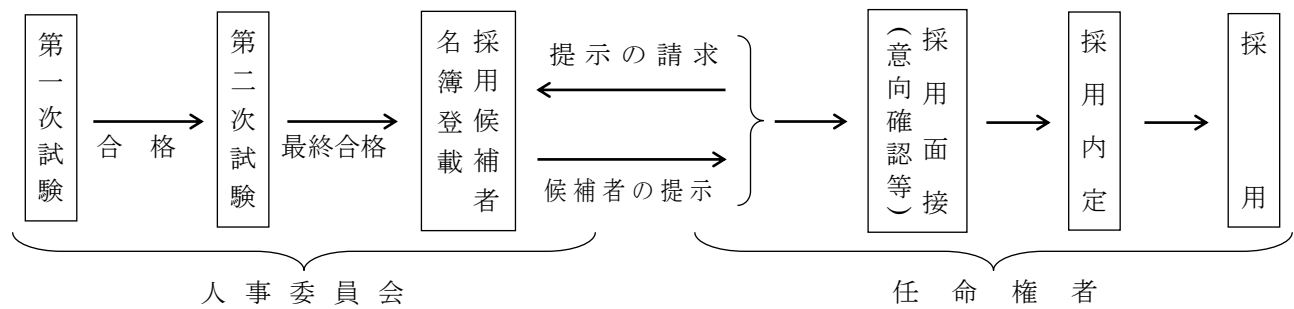 第一次試験
合格
第二次試験
最終合格
採用候補者
名簿登載
提示の請求
候補者の提示
採用面接
（意向確認等）
採用内定
採用
人事委員会
任命権者